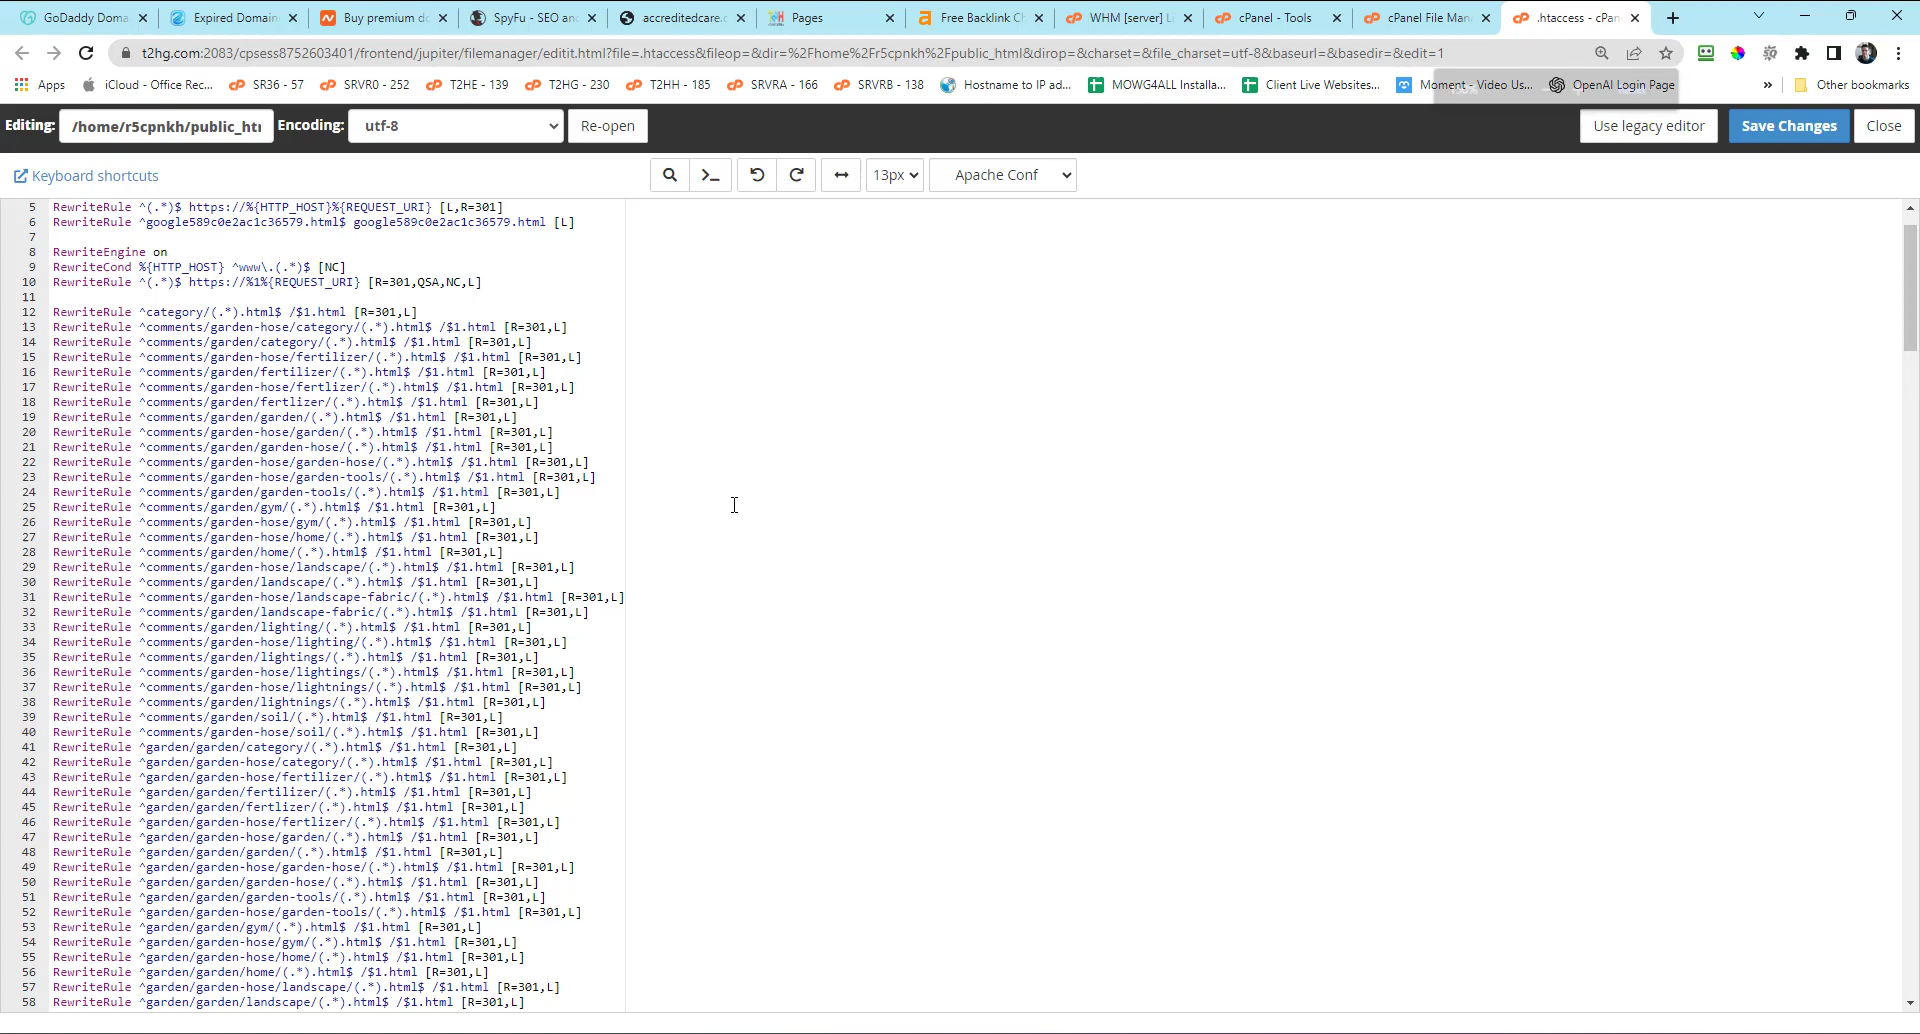 GoDaddy Doma
Expired Domain
Buy premium do
SpyFu - SEO an
accreditedcare.c
Pages
Free Backlink Ch
WHM [server] Li
cPanel - Tools
cPanel File Man
.htaccess - cPan
t2hg.com:2083/cpsess8752603401/frontend/jupiter/filemanager/editit.html?file=.htaccess&fileop=&dir=%2Fhome%2Fr5cpnkh%2Fpublic_html&dirop=&charset=&file_charset=utf-8&baseurl=&basedir=&edit=1
Apps
iCloud - Office Rec...
SR36 - 57
SRVR0 - 252
T2HE - 139
T2HG - 230
T2HH - 185
SRVRA - 166
SRVRB - 138
Hostname to IP ad...
MOWG4ALL Installa...
Client Live Websites...
Moment - Video Us...
OpenAI Login Page
»
Other bookmarks
Editing: /home/r5cpnkh/public_htı Encoding: utf-8 Re-open Use legacy editor Save Changes Close
Keyboard shortcuts 13px Apache Conf
5 RewriteRule ^(.*)$ https://%{HTTP_HOST}%{REQUEST_URI} [L,R=301]
6 RewriteRule ^google589c0e2ac1c36579.html$ google589c0e2ac1c36579.html [L]
7
8 RewriteEngine on
9 RewriteCond %{HTTP_HOST} ^www\.(.*)$ [NC]
10 RewriteRule ^(.*)$ https://%1%{REQUEST_URI} [R=301,QSA,NC,L]
11
12 RewriteRule ^category/(.*).html$ /$1.html [R=301,L]
13 RewriteRule ^comments/garden-hose/category/(.*).html$ /$1.html [R=301,L]
14 RewriteRule ^comments/garden/category/(.*).html$ /$1.html [R=301,L]
15 RewriteRule ^comments/garden-hose/fertilizer/(.*).html$ /$1.html [R=301,L]
16 RewriteRule ^comments/garden/fertilizer/(.*).html$ /$1.html [R=301,L]
17 RewriteRule ^comments/garden-hose/fertlizer/(.*).html$ /$1.html [R=301,L]
18 RewriteRule ^comments/garden/fertlizer/(.*).html$ /$1.html [R=301,L]
19 RewriteRule ^comments/garden/garden/(.*).html$ /$1.html [R=301,L]
20 RewriteRule ^comments/garden-hose/garden/(.*).html$ /$1.html [R=301,L]
21 RewriteRule ^comments/garden/garden-hose/(.*).html$ /$1.html [R=301,L]
22 RewriteRule ^comments/garden-hose/garden-hose/(.*).html$ /$1.html [R=301,L]
23 RewriteRule ^comments/garden-hose/garden-tools/(.*).html$ /$1.html [R=301,L]
24 RewriteRule ^comments/garden/garden-tools/(.*).html$ /$1.html [R=301,L]
25 RewriteRule ^comments/garden/gym/(.*).html$ /$1.html [R=301,L]
26 RewriteRule ^comments/garden-hose/gym/(.*).html$ /$1.html [R=301,L]
27 RewriteRule ^comments/garden-hose/home/(.*).html$ /$1.html [R=301,L]
28 RewriteRule ^comments/garden/home/(.*).html$ /$1.html [R=301,L]
29 RewriteRule ^comments/garden-hose/landscape/(.*).html$ /$1.html [R=301,L]
30 RewriteRule ^comments/garden/landscape/(.*).html$ /$1.html [R=301,L]
31 RewriteRule ^comments/garden-hose/landscape-fabric/(.*).html$ /$1.html [R=301,L]
32 RewriteRule ^comments/garden/landscape-fabric/(.*).html$ /$1.html [R=301,L]
33 RewriteRule ^comments/garden/lighting/(.*).html$ /$1.html [R=301,L]
34 RewriteRule ^comments/garden-hose/lighting/(.*).html$ /$1.html [R=301,L]
35 RewriteRule ^comments/garden/lightings/(.*).html$ /$1.html [R=301,L]
36 RewriteRule ^comments/garden-hose/lightings/(.*).html$ /$1.html [R=301,L]
37 RewriteRule ^comments/garden-hose/lightnings/(.*).html$ /$1.html [R=301,L]
38 RewriteRule ^comments/garden/lightnings/(.*).html$ /$1.html [R=301,L]
39 RewriteRule ^comments/garden/soil/(.*).html$ /$1.html [R=301,L]
40 RewriteRule ^comments/garden-hose/soil/(.*).html$ /$1.html [R=301,L]
41 RewriteRule ^garden/garden/category/(.*).html$ /$1.html [R=301,L]
42 RewriteRule ^garden/garden-hose/category/(.*).html$ /$1.html [R=301,L]
43 RewriteRule ^garden/garden-hose/fertilizer/(.*).html$ /$1.html [R=301,L]
44 RewriteRule ^garden/garden/fertilizer/(.*).html$ /$1.html [R=301,L]
45 RewriteRule ^garden/garden/fertlizer/(.*).html$ /$1.html [R=301,L]
46 RewriteRule ^garden/garden-hose/fertlizer/(.*).html$ /$1.html [R=301,L]
47 RewriteRule ^garden/garden-hose/garden/(.*).html$ /$1.html [R=301,L]
48 RewriteRule ^garden/garden/garden/(.*).html$ /$1.html [R=301,L]
49 RewriteRule ^garden/garden-hose/garden-hose/(.*).html$ /$1.html [R=301,L]
50 RewriteRule ^garden/garden/garden-hose/(.*).html$ /$1.html [R=301,L]
51 RewriteRule ^garden/garden/garden-tools/(.*).html$ /$1.html [R=301,L]
52 RewriteRule ^garden/garden-hose/garden-tools/(.*).html$ /$1.html [R=301,L]
53 RewriteRule ^garden/garden/gym/(.*).html$ /$1.html [R=301,L]
54 RewriteRule ^garden/garden-hose/gym/(.*).html$ /$1.html [R=301,L]
55 RewriteRule ^garden/garden-hose/home/(.*).html$ /$1.html [R=301,L]
56 RewriteRule ^garden/garden/home/(.*).html$ /$1.html [R=301,L]
57 RewriteRule ^garden/garden-hose/landscape/(.*).html$ /$1.html [R=301,L]
58 RewriteRule ^garden/garden/landscape/(.*).html$ /$1.html [R=301,L]